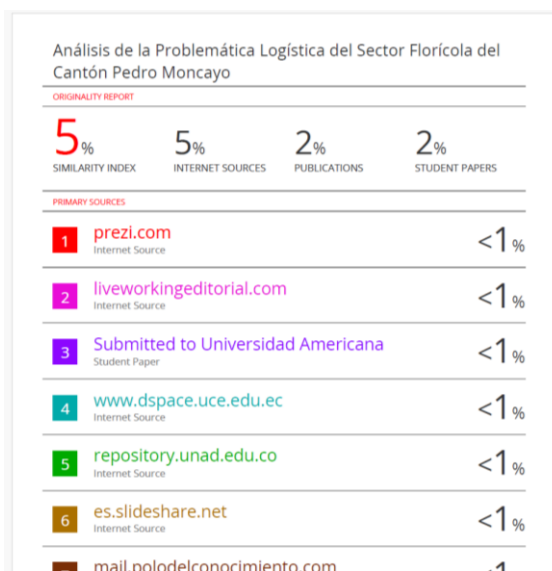 Análisis de la Problemática Logística del Sector Florícola del
Cantón Pedro Moncayo
ORIGINALITY REPORT
5% 5% 2% 2%
SIMILARITY INDEX INTERNET SOURCES PUBLICATIONS STUDENT PAPERS
PRIMARY SOURCES
1 prezi.com <1%
Internet Source
2 liveworkingeditorial.com <1%
Internet Source
3 Submitted to Universidad Americana <1%
Student Paper
4 www.dspace.uce.edu.ec <1%
Internet Source
5 repository.unad.edu.co <1%
Internet Source
6 es.slideshare.net <1%
Internet Source
mail.polodelconocimiento.com